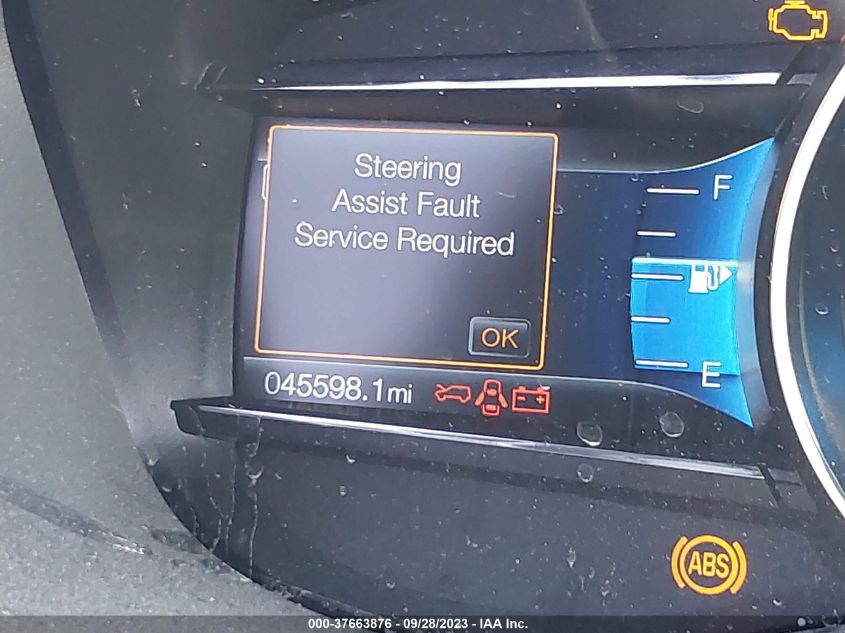 Steering
Assist Fault
Service Required
OK
F
E
045598.1mi
ABS
000-37663876 - 09/28/2023 - IAA Inc.